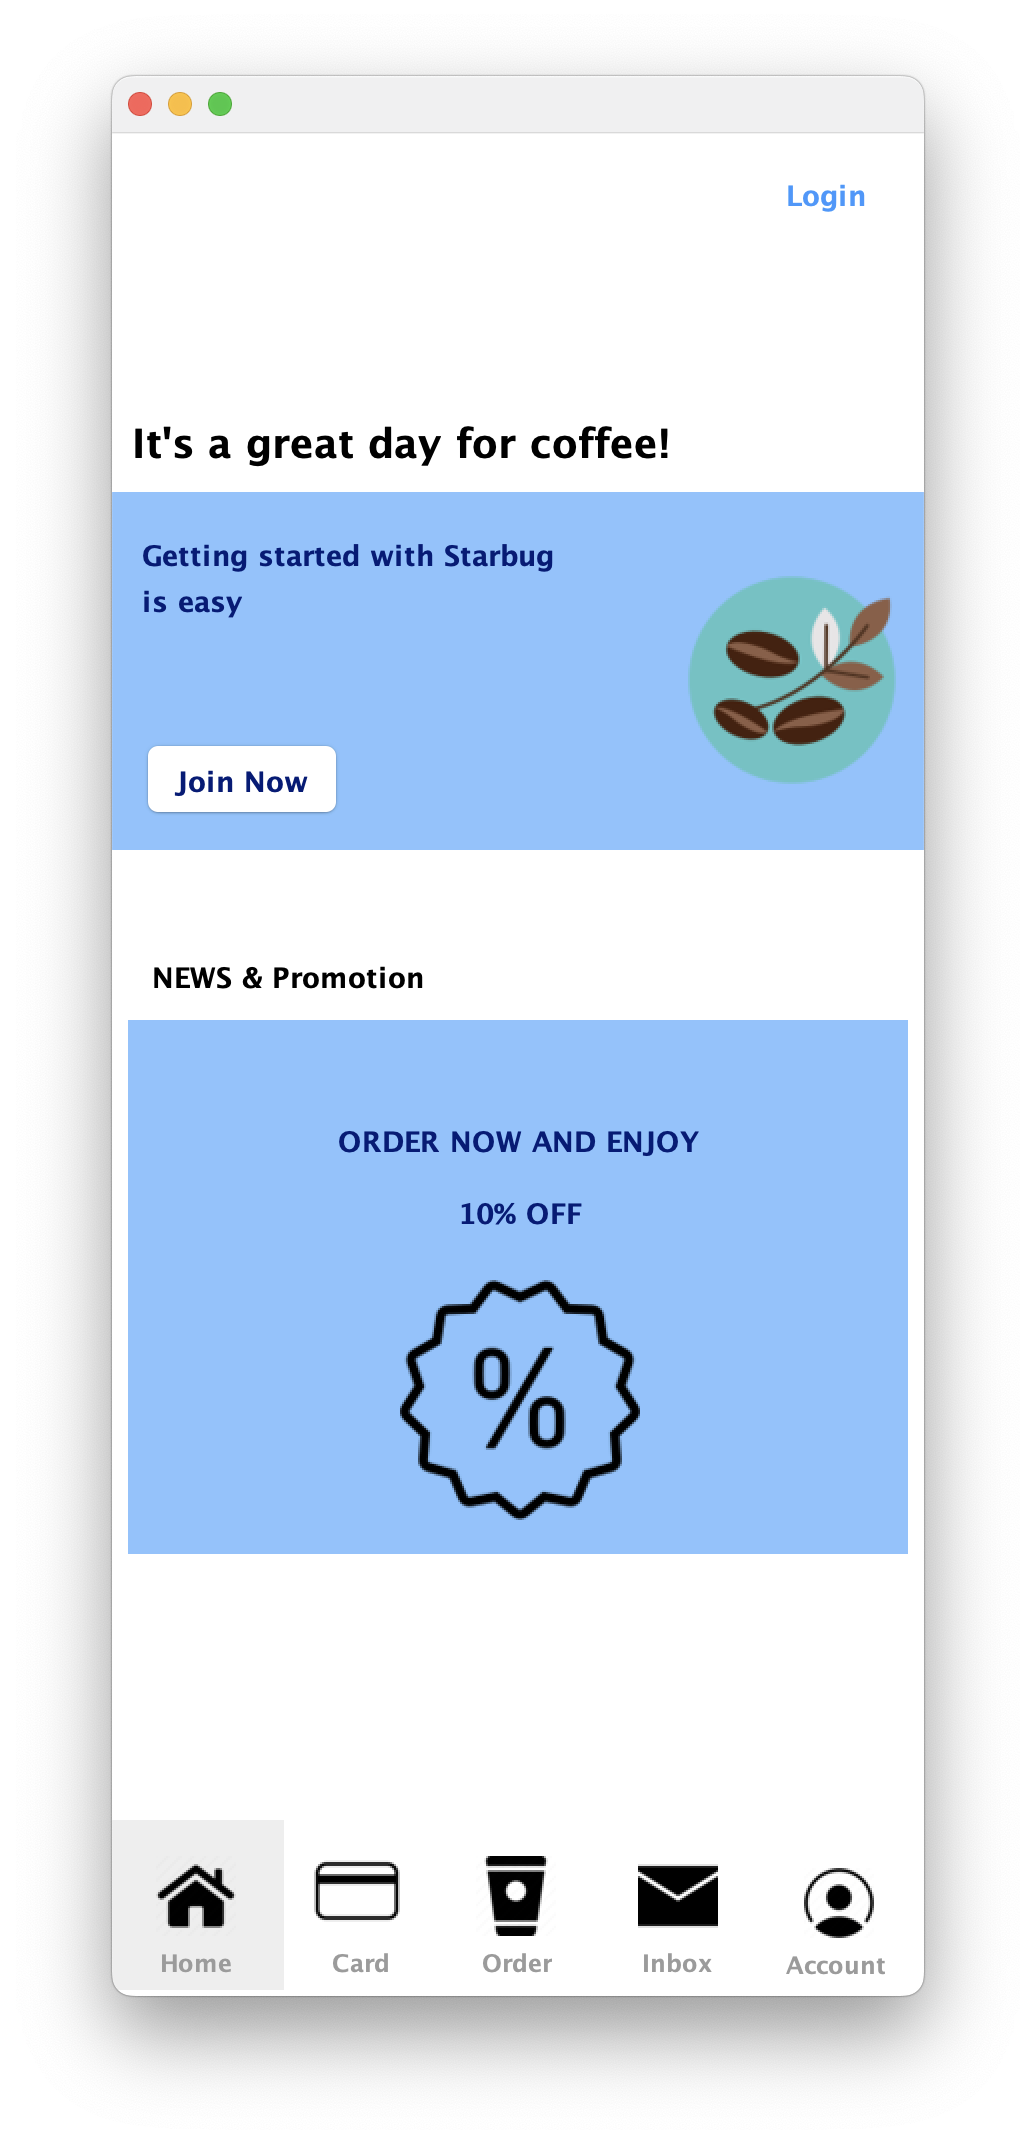 Login
It's a great day for coffee!
Getting started with Starbug
is easy
Join Now
NEWS & Promotion
ORDER NOW AND ENJOY
10% OFF
%
Home
Card
Order
Inbox
Account